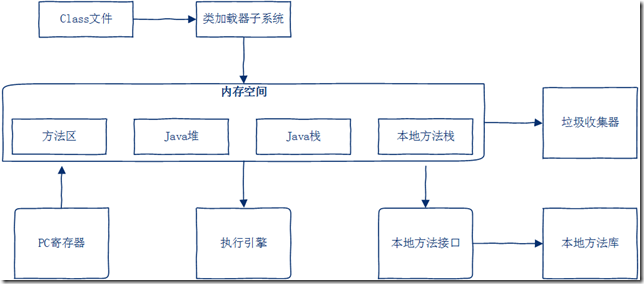 Class文件
类加载器子系统
内存空间
方法区
Java堆
Java栈
本地方法栈
垃圾收集器
PC寄存器
执行引擎
本地方法接口
本地方法库